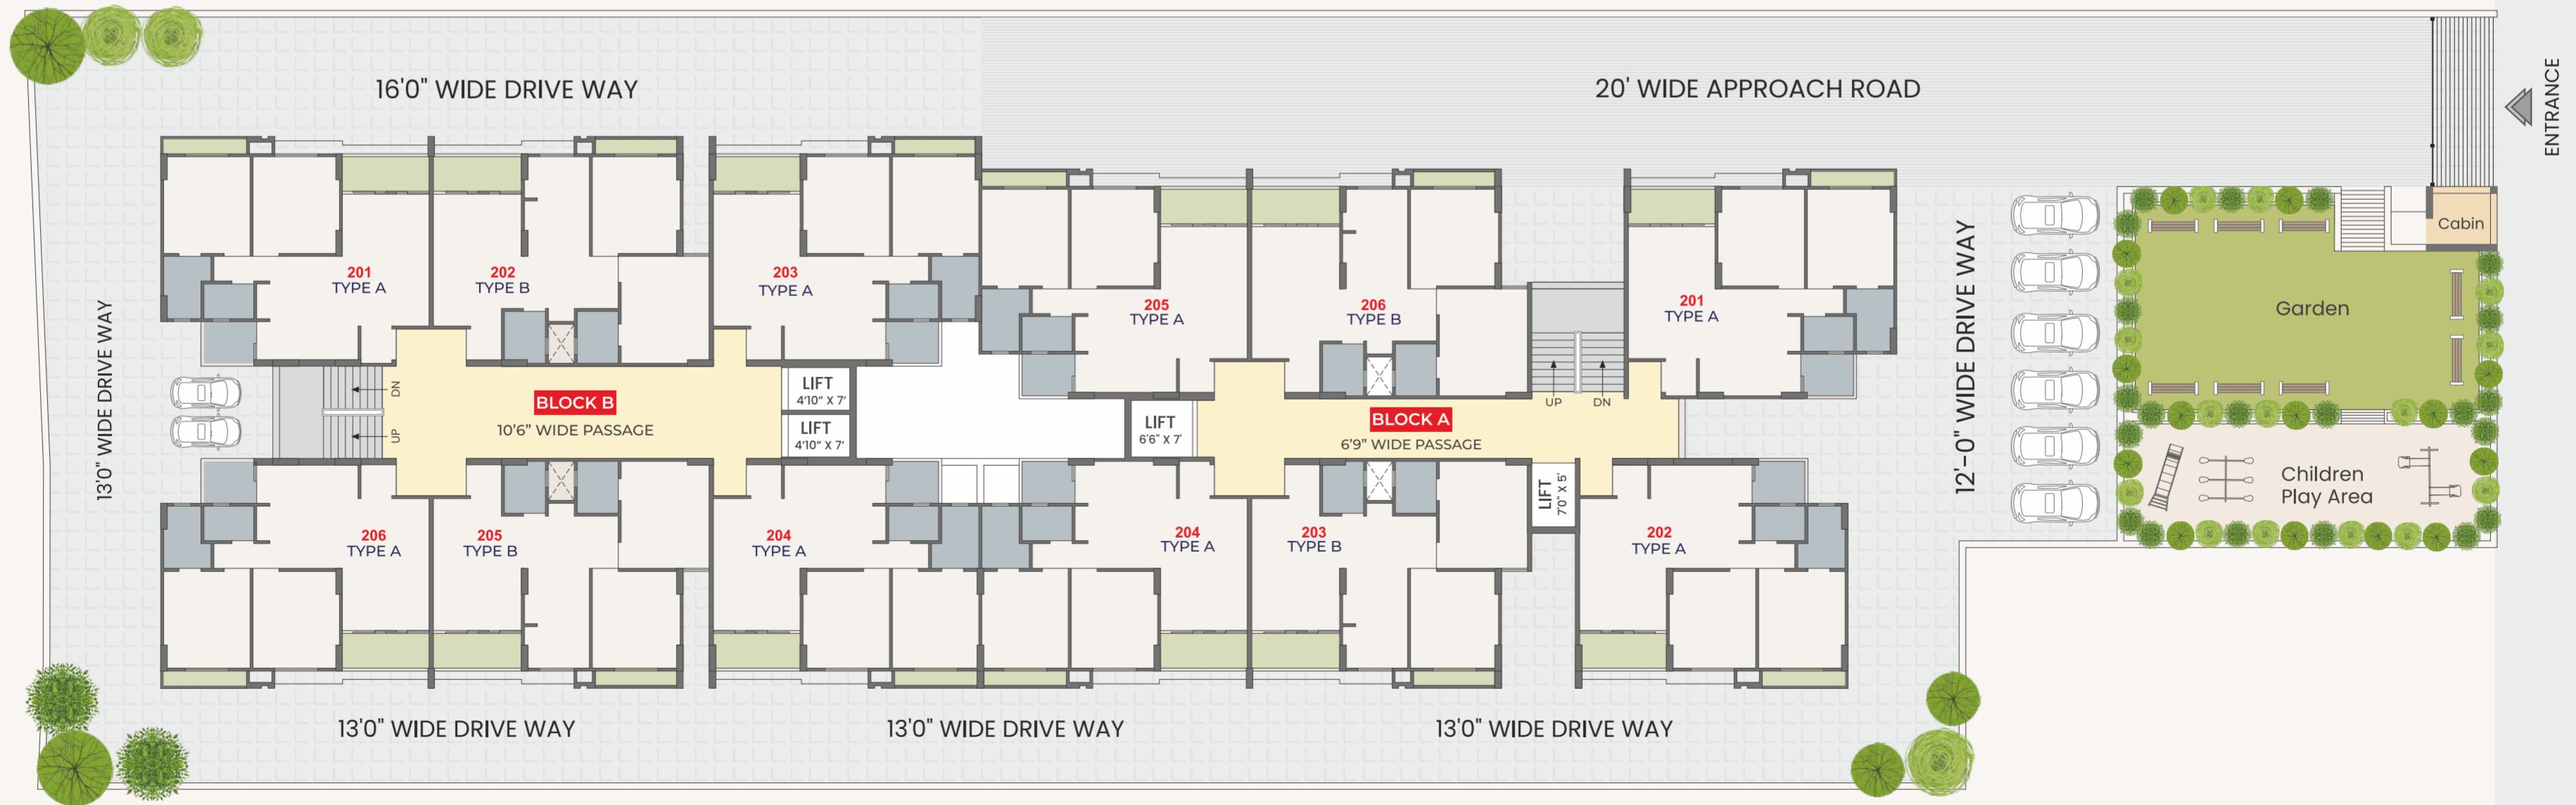 16'0" WIDE DRIVE WAY
20' WIDE APPROACH ROAD
ENTRANCE
13'0" WIDE DRIVE WAY
201
TYPE A
202
TYPE B
203
TYPE A
205
TYPE A
206
TYPE B
201
TYPE A
12'-0" WIDE DRIVE WAY
Cabin
Garden
Children
Play Area
DN
UP
BLOCK B
10'6" WIDE PASSAGE
LIFT
4'10" X 7'
LIFT
4'10" X 7'
LIFT
6'6" X 7'
BLOCK A
6'9" WIDE PASSAGE
UP
DN
LIFT
7'0" X 5'
206
TYPE A
205
TYPE B
204
TYPE A
204
TYPE A
203
TYPE B
202
TYPE A
13'0" WIDE DRIVE WAY
13'0" WIDE DRIVE WAY
13'0" WIDE DRIVE WAY